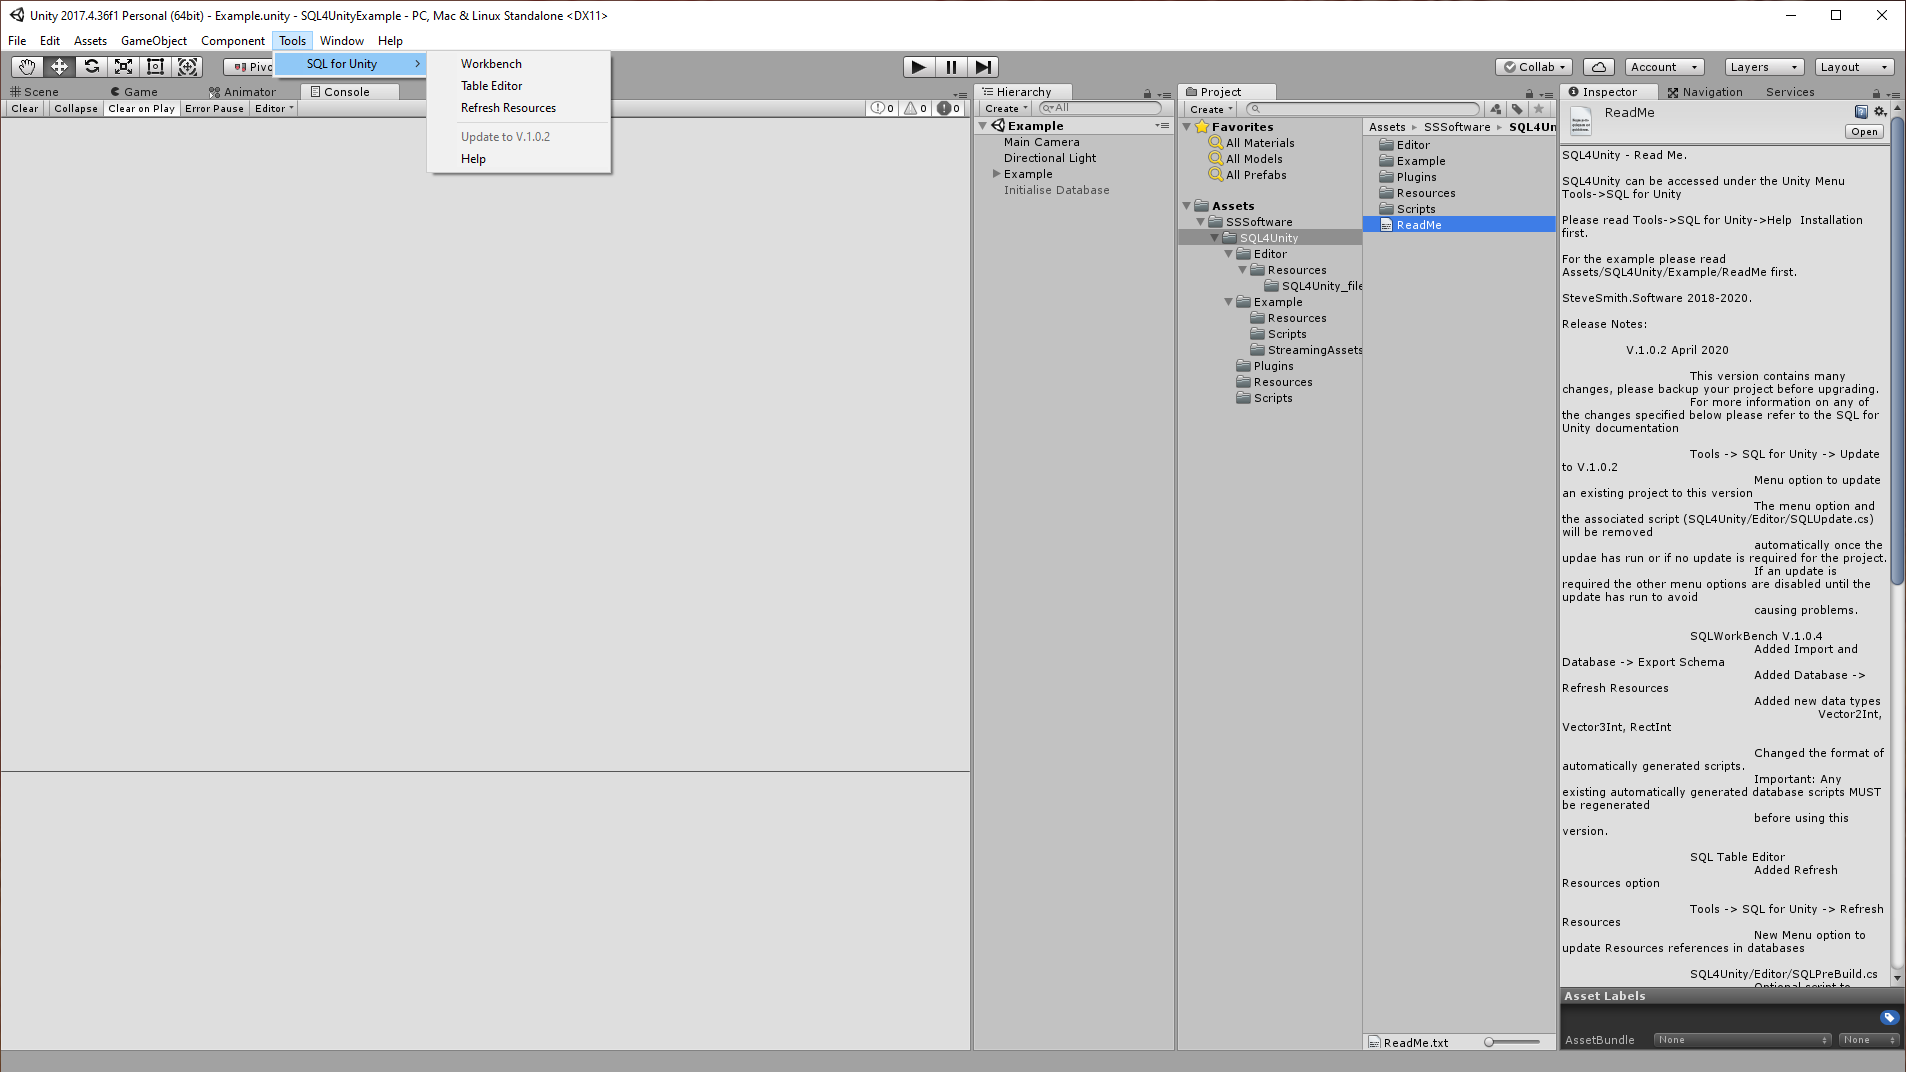 Unity 2017.4.36f1 Personal (64bit) - Example.unity - SQL4UnityExample - PC, Mac & Linux Standalone <DX11>
File Edit Assets GameObject Component Tools Window Help
SQL for Unity
Workbench
Table Editor
Refresh Resources
Update to V.1.0.2
Help
Collab Account Layers Layout
Scene Game Animator Console
Clear Collapse Clear on Play Error Pause Editor 0 0 0
Hierarchy
Create All
Example
Main Camera
Directional Light
Example
Initialise Database
Project
Create
Favorites
All Materials
All Models
All Prefabs
Assets
SSSoftware
SQL4Unity
Editor
Resources
SQL4Unity_file
Example
Resources
Scripts
StreamingAssets
Plugins
Resources
Scripts
Assets SSSoftware
Editor
Example
Plugins
Resources
Scripts
ReadMe
ReadMe.txt
Inspector Navigation Services
ReadMe
Open
SQL4Unity - Read Me.
SQL4Unity can be accessed under the Unity Menu
Tools->SQL for Unity
Please read Tools->SQL for Unity->Help Installation
first.
For the example please read
Assets/SQL4Unity/Example/ReadMe first.
SteveSmith.Software 2018-2020.
Release Notes:
V.1.0.2 April 2020
This version contains many
changes, please backup your project before upgrading.
For more information on any of
the changes specified below please refer to the SQL for
Unity documentation
Tools -> SQL for Unity -> Update
to V.1.0.2
Menu option to update
an existing project to this version
The menu option and
the associated script (SQL4Unity/Editor/SQLUpdate.cs)
will be removed
automatically once the
updae has run or if no update is required for the project.
If an update is
required the other menu options are disabled until the
update has run to avoid
causing problems.
SQLWorkBench V.1.0.4
Added Import and
Database -> Export Schema
Added Database ->
Refresh Resources
Added new data types
Vector2Int,
Vector3Int, RectInt
Changed the format of
automatically generated scripts.
Important: Any
existing automatically generated database scripts MUST
be regenerated
before using this
version.
SQL Table Editor
Added Refresh
Resources option
Tools -> SQL for Unity -> Refresh
Resources
New Menu option to
update Resources references in databases
SQL4Unity/Editor/SQLPreBuild.cs
Optional script to
Asset Labels
AssetBundle None None